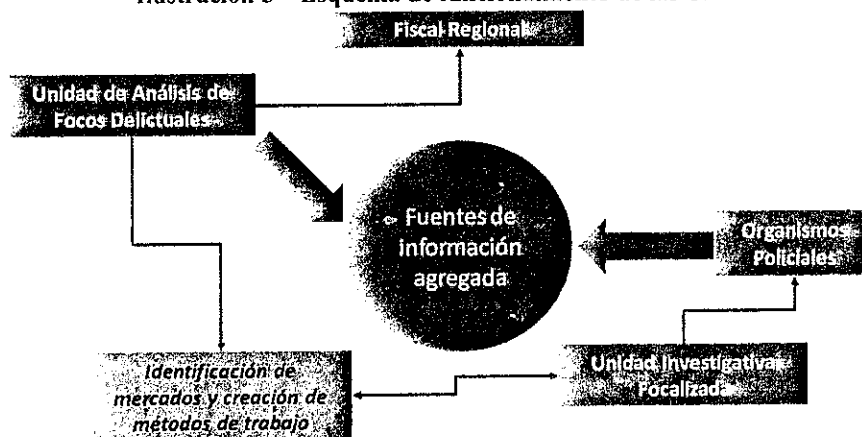 Fiscal Regional
Unidad de Análisis de
Focos Delictuales
Fuentes de
información
agregada
Organismos
Policiales
Identificación de
mercados y creación de
métodos de trabajo
Unidad Investigativa
Focalizada